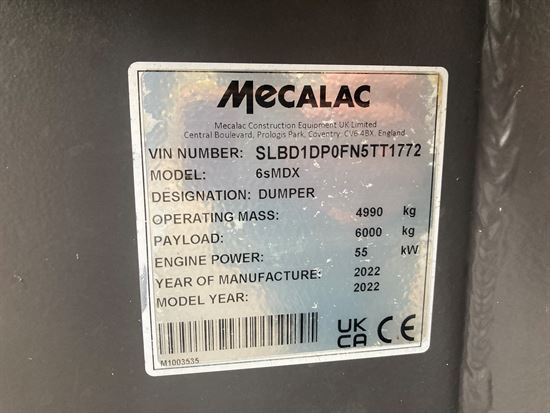 MECALAC
Mecalac Construction Equipment UK Limited
Central Boulevard, Prologis Park, Coventry, CV6 4BX, England
VIN NUMBER: SLBD1DP0FN5TT1772
MODEL: 6sMDX
DESIGNATION: DUMPER
OPERATING MASS: 4990 kg
PAYLOAD: 6000 kg
ENGINE POWER: 55 kW
YEAR OF MANUFACTURE: 2022
MODEL YEAR: 2022
UK
CA CE
M1003535